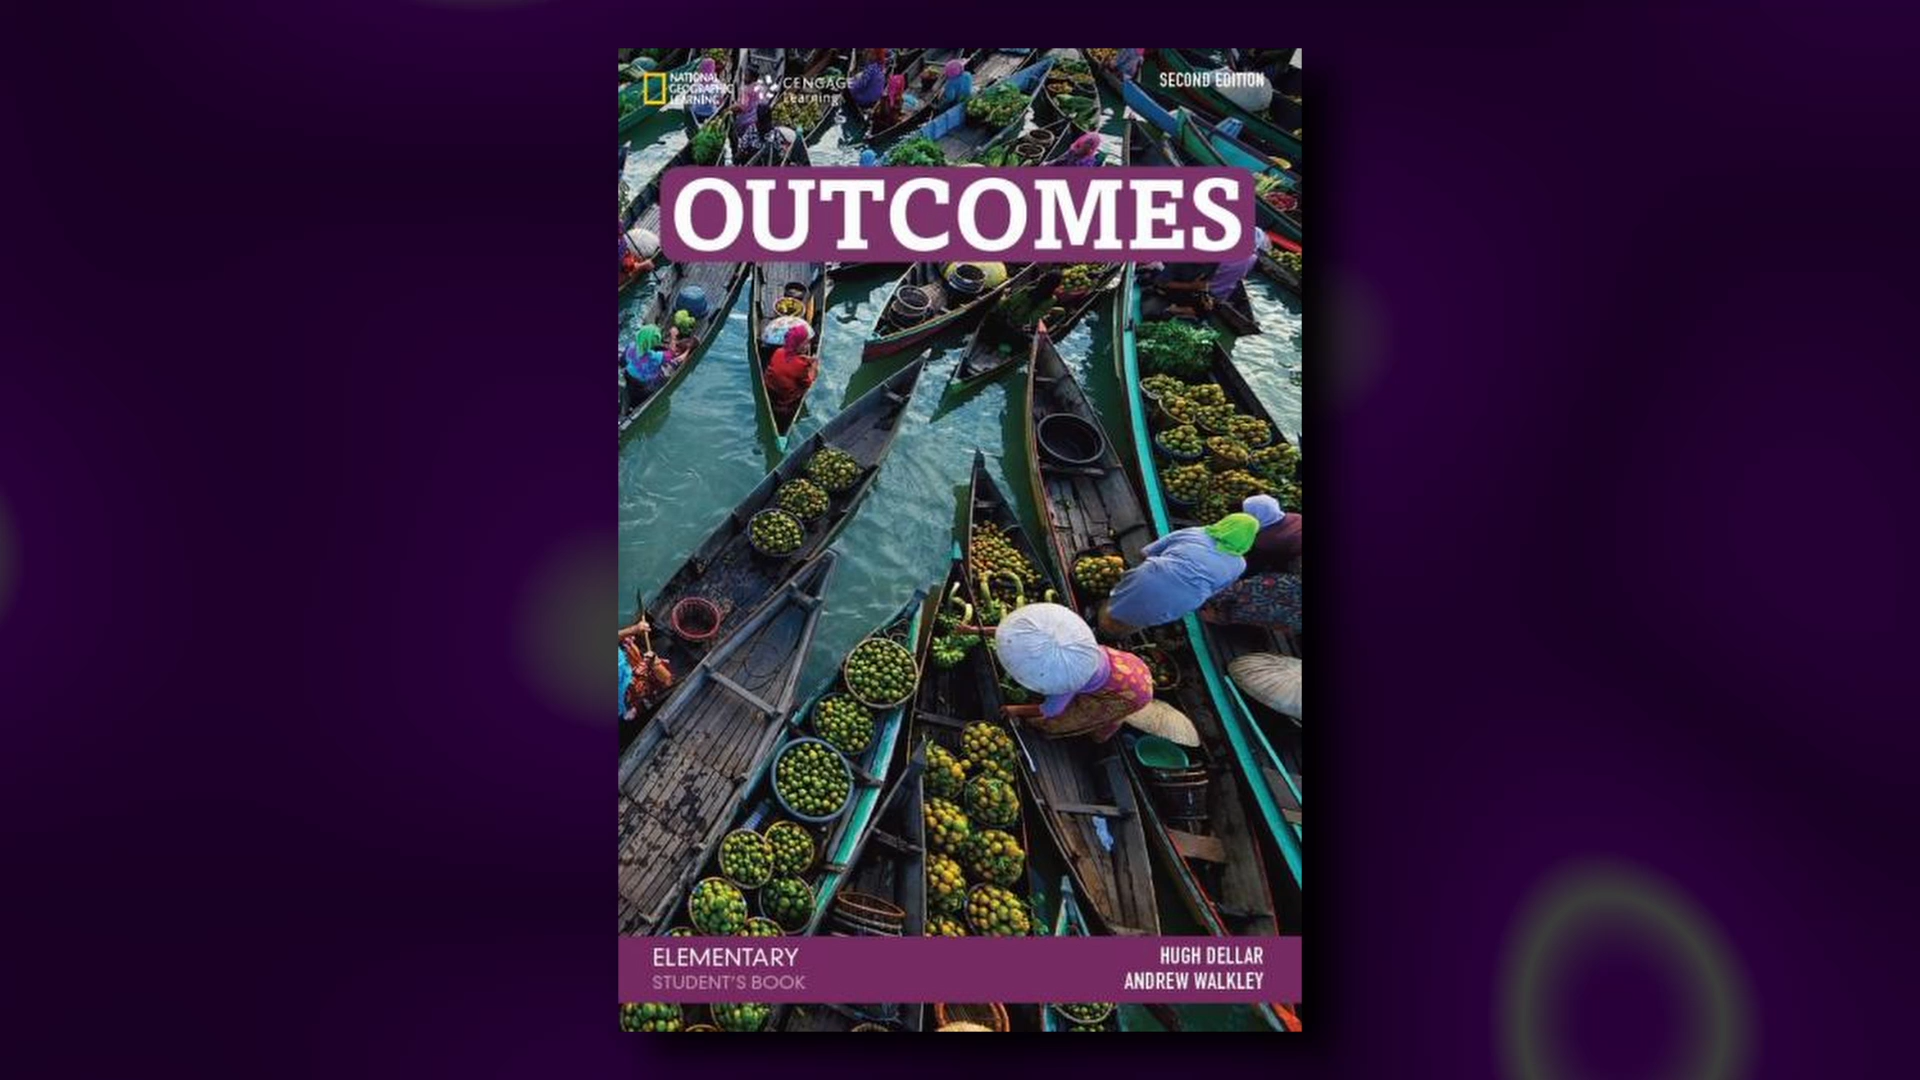 NATIONAL
GEOGRAPHIC
LEARNING
CENGAGE
Learning
SECOND EDITION
OUTCOMES
ELEMENTARY
STUDENT'S BOOK
HUGH DELLAR
ANDREW WALKLEY